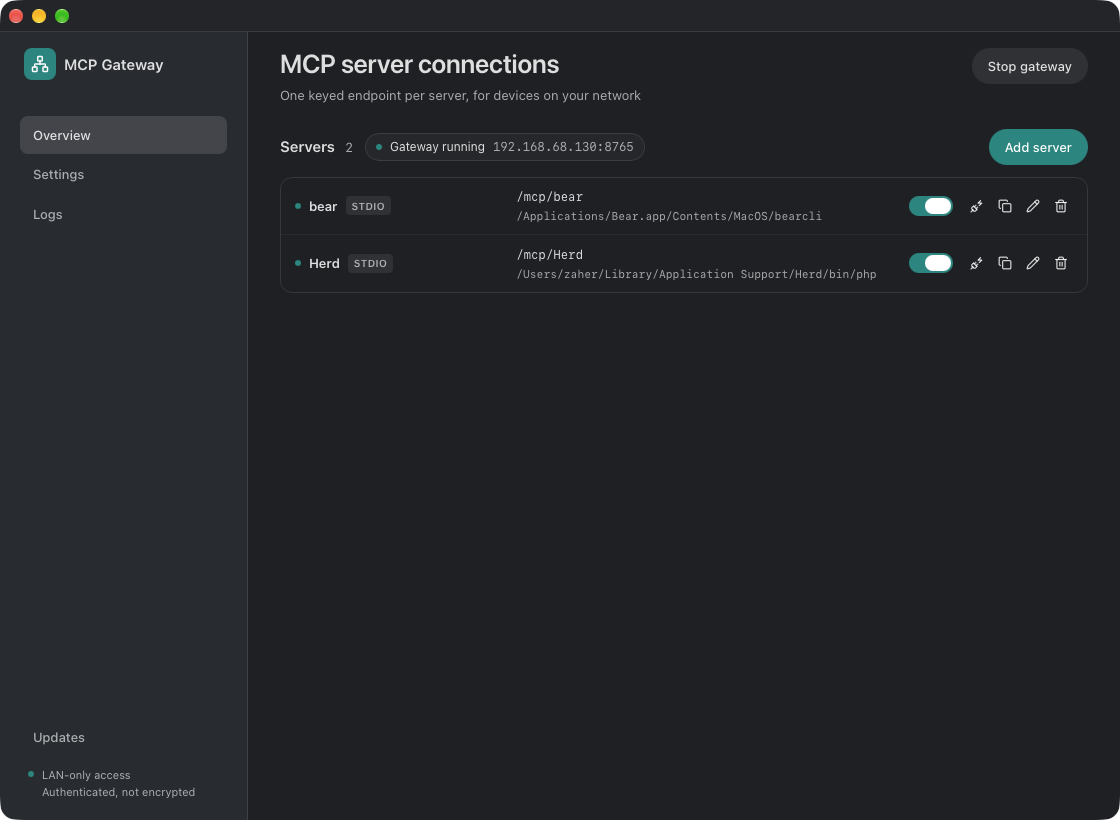 MCP Gateway
Overview
Settings
Logs
Updates
LAN-only access
Authenticated, not encrypted
MCP server connections
One keyed endpoint per server, for devices on your network
Stop gateway
Servers 2 Gateway running 192.168.68.130:8765
Add server
bear STDIO
/mcp/bear
/Applications/Bear.app/Contents/MacOS/bearcli
Herd STDIO
/mcp/Herd
/Users/zaher/Library/Application Support/Herd/bin/php